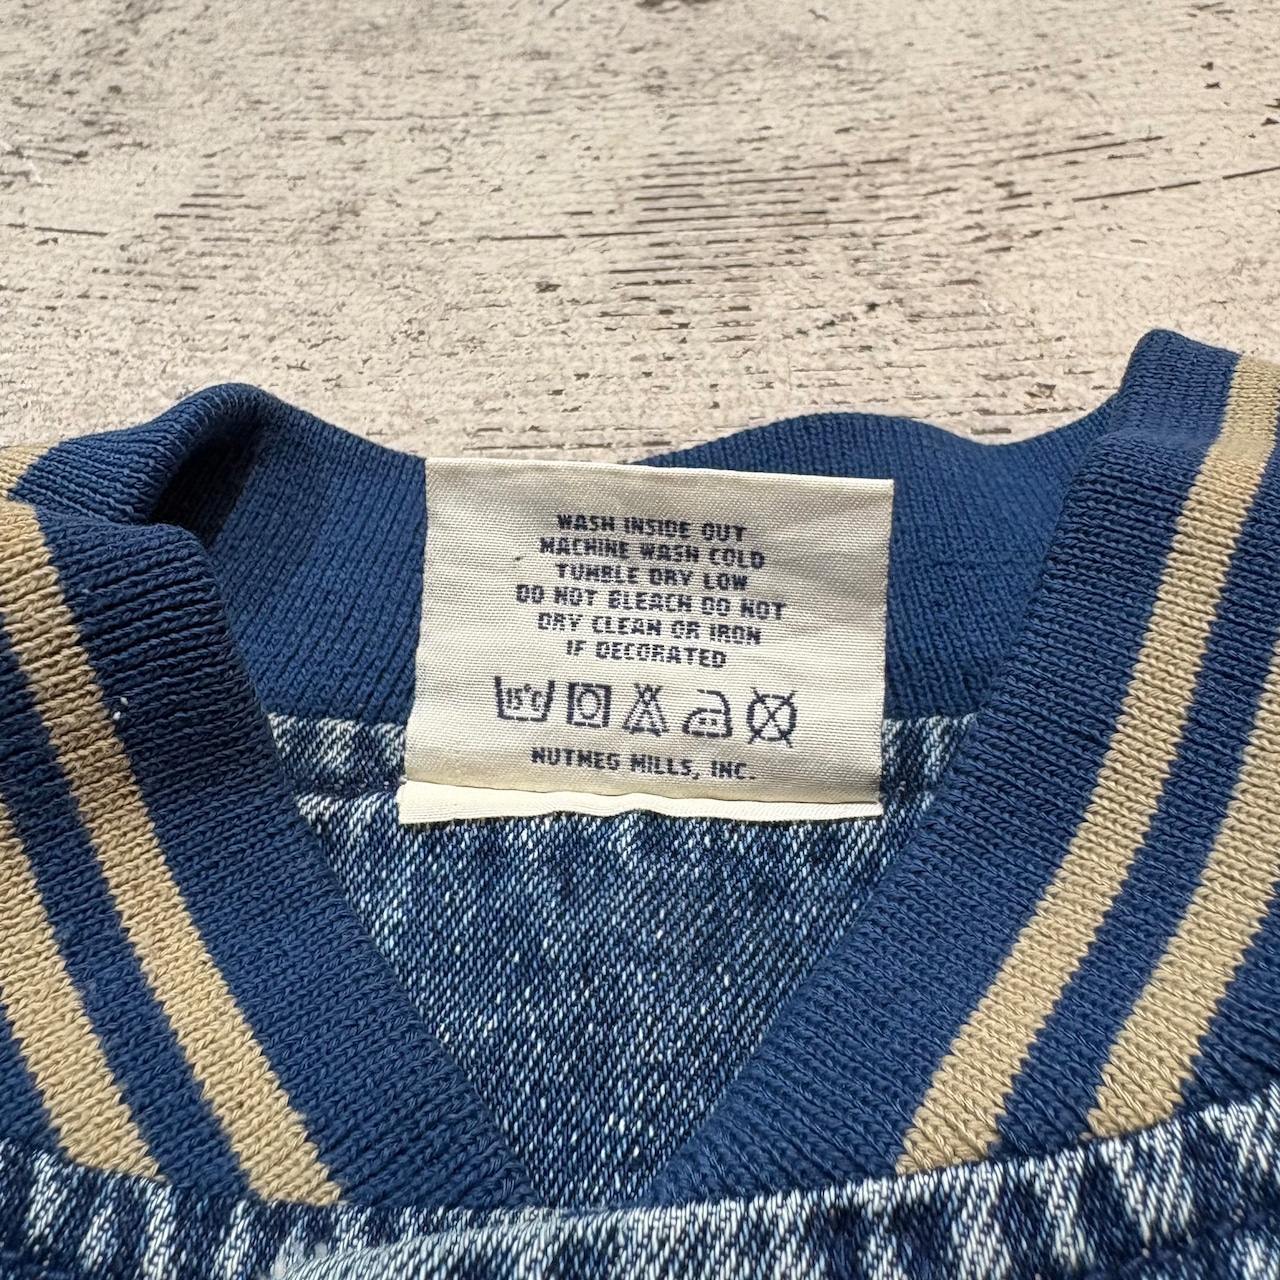 WASH INSIDE OUT
MACHINE WASH COLD
TUMBLE DRY LOW
DO NOT BLEACH DO NOT
DRY CLEAN OR IRON
IF DECORATED
15°C
NUTMEG MILLS, INC.